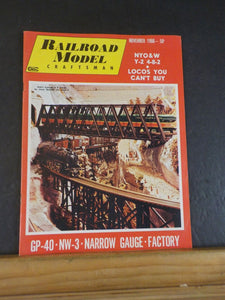 RAILROAD MODEL
CRAFTSMAN
NOVEMBER 1966 - 50¢
NYO&W
Y-2 4-8-2
LOCOS YOU
CAN'T BUY
GP-40·NW-3·NARROW GAUGE·FACTORY